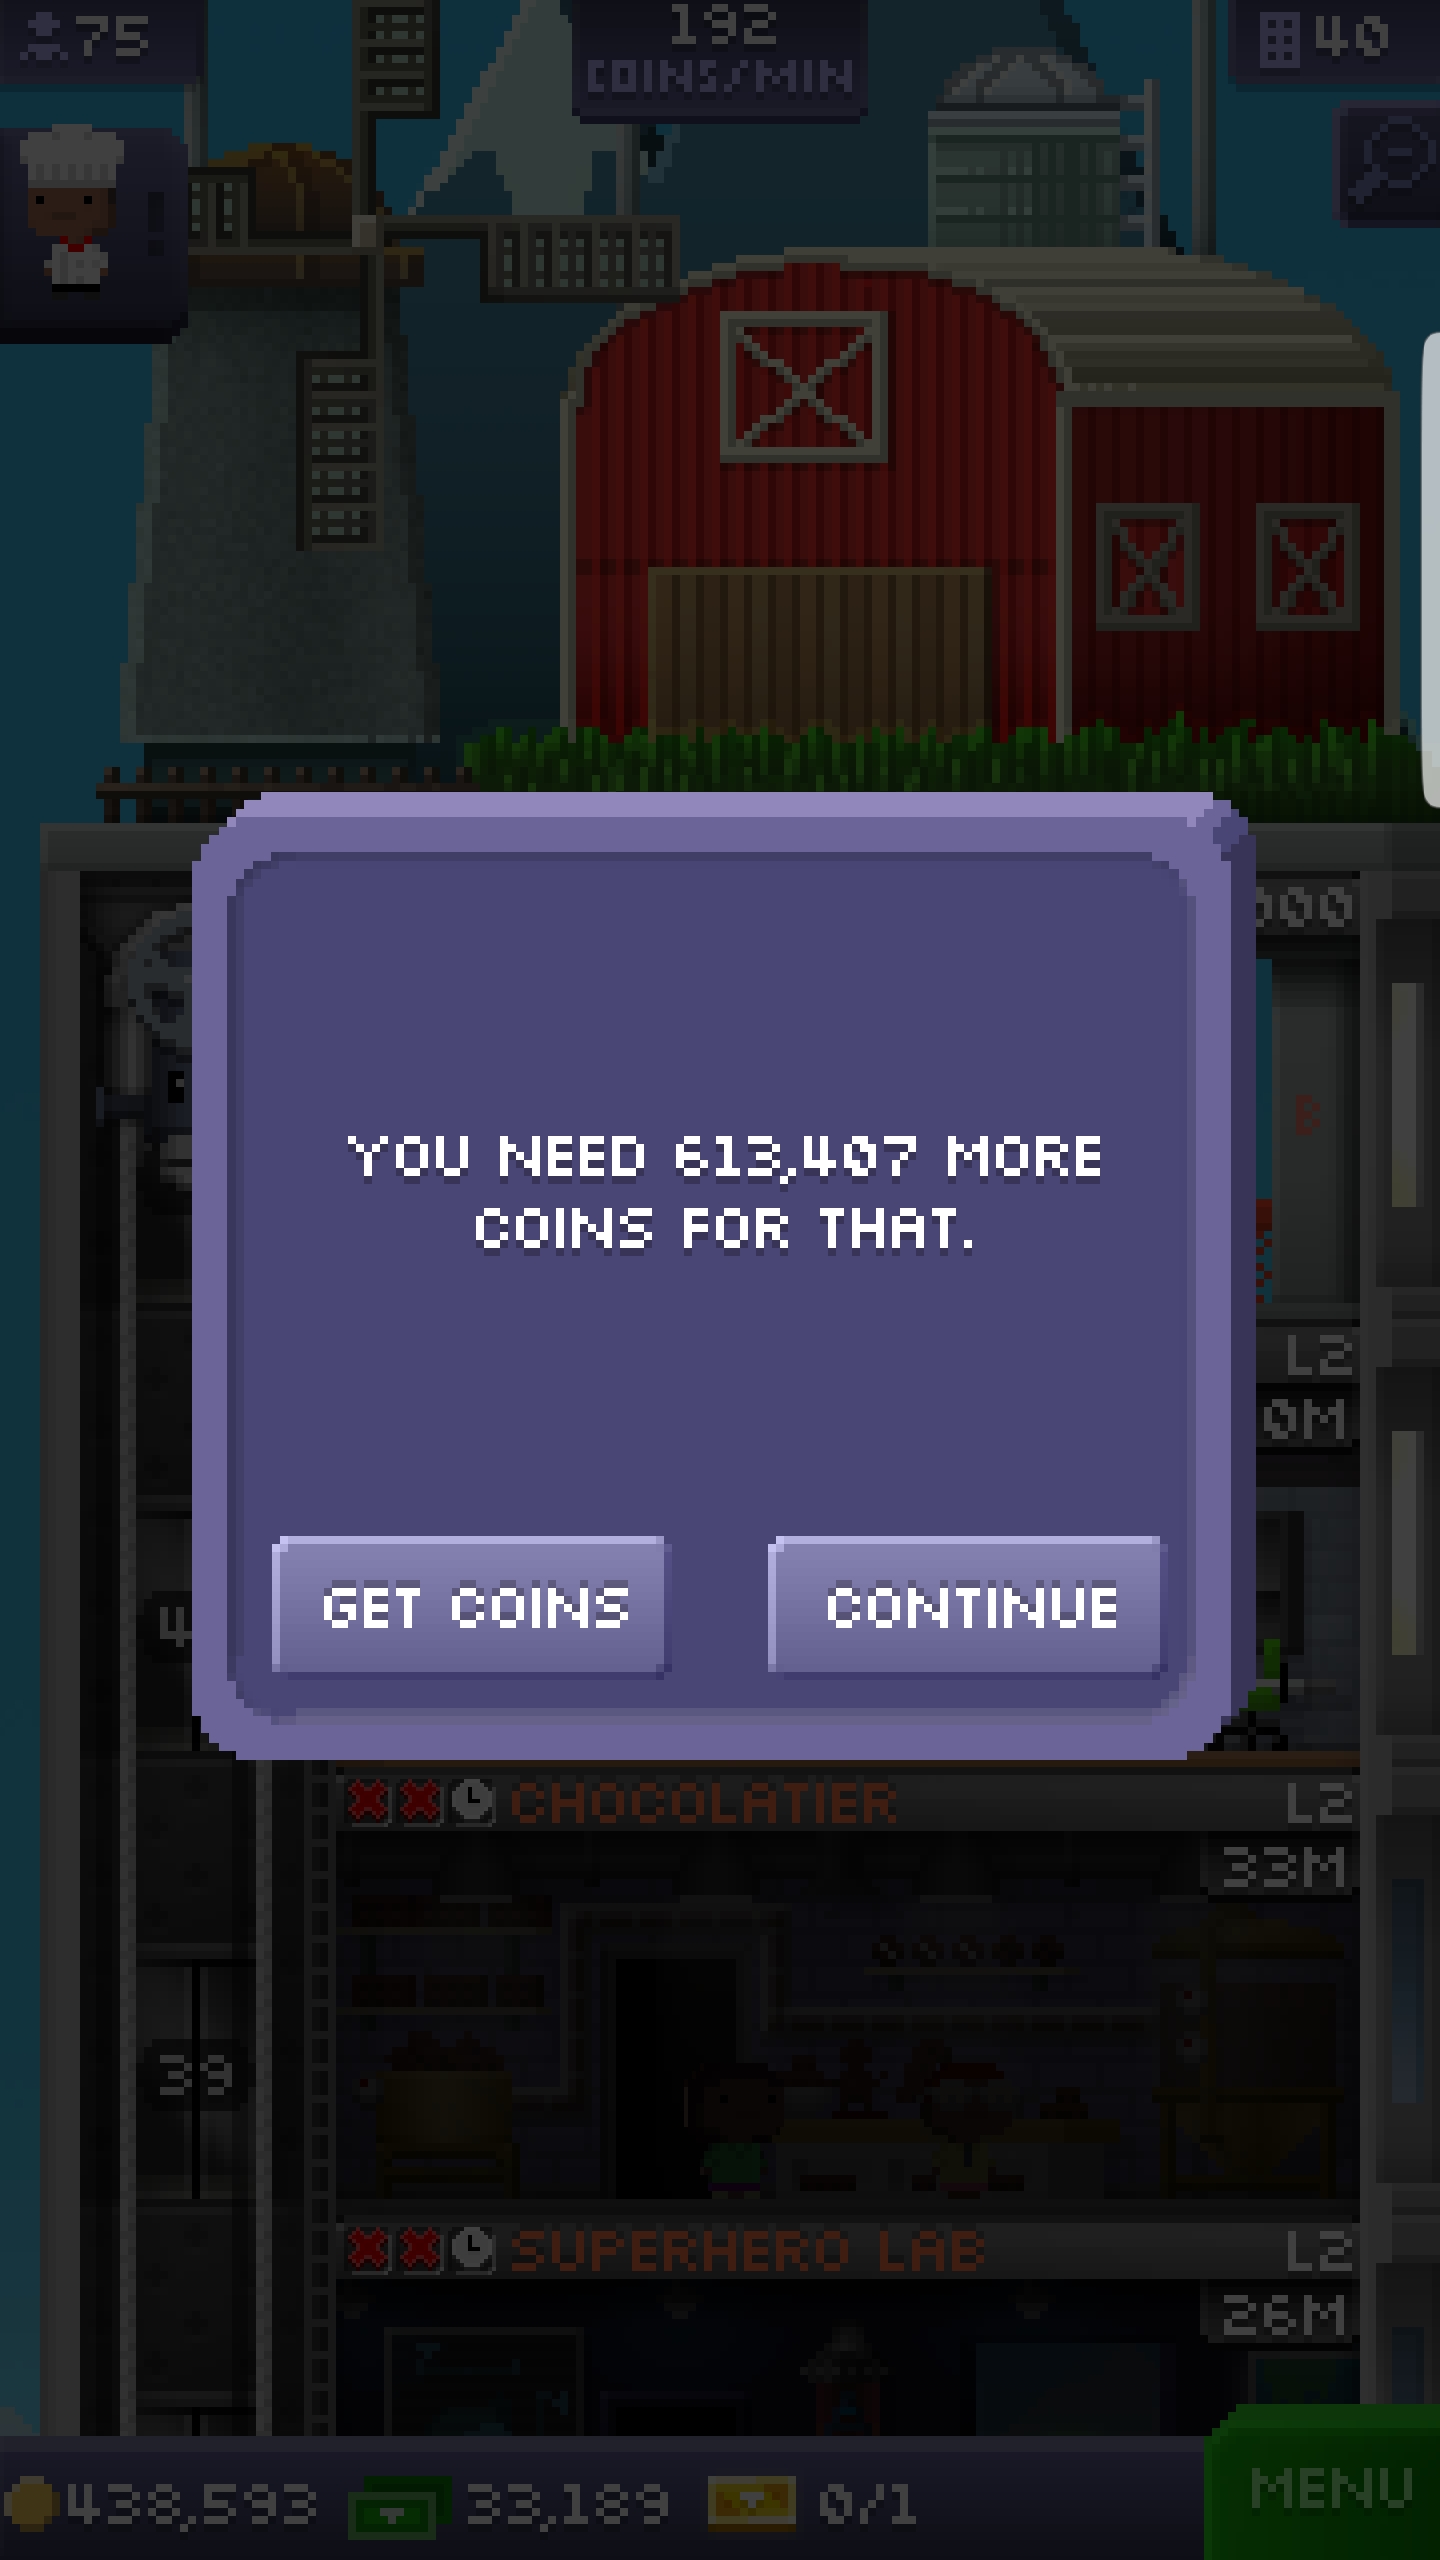 75
192
COINS/MIN
40
000
B
L2
0M
YOU NEED 613,407 MORE
COINS FOR THAT.
GET COINS
CONTINUE
4
CHOCOLATIER
L2
33M
39
SUPERHERO LAB
L2
26M
438,593
33,189
0/1
MENU